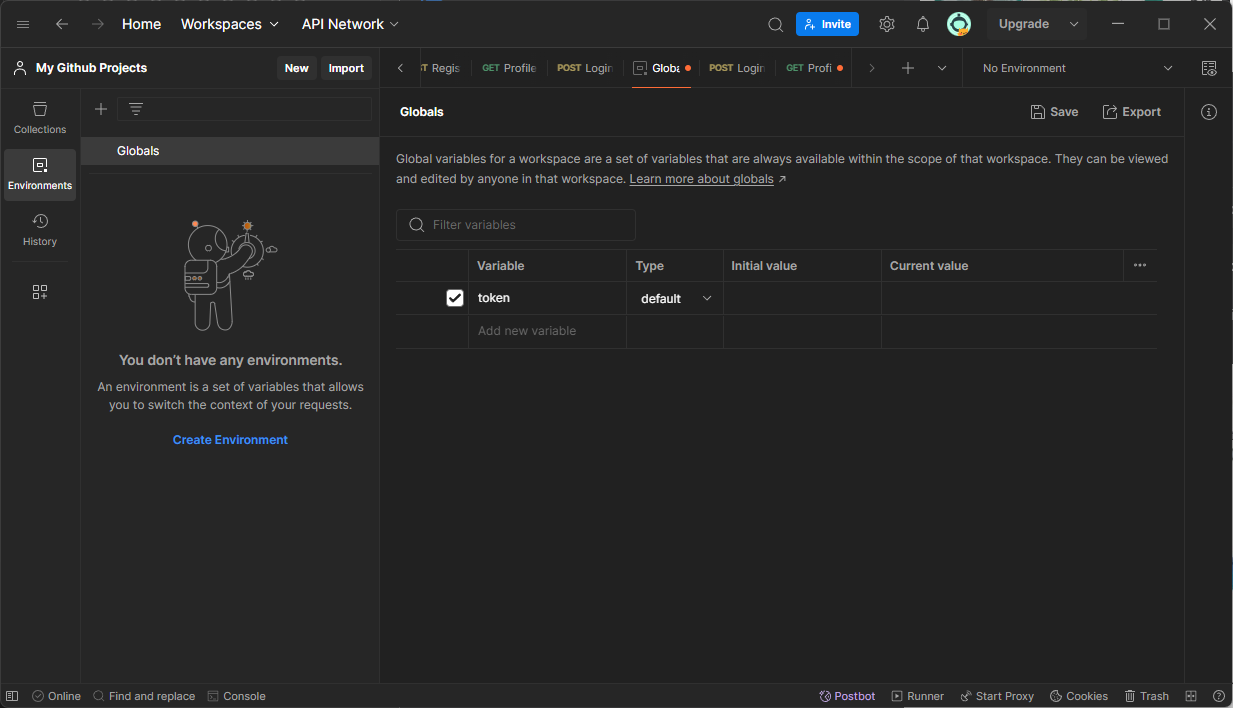 Home Workspaces API Network Invite Upgrade
My Github Projects New Import
ST Regis GET Profile POST Login Globa POST Login GET Profi No Environment
Collections
Environments
History
Globals
You don't have any environments.
An environment is a set of variables that allows
you to switch the context of your requests.
Create Environment
Globals Save Export
Global variables for a workspace are a set of variables that are always available within the scope of that workspace. They can be viewed
and edited by anyone in that workspace. Learn more about globals ↗
Filter variables
Variable Type Initial value Current value
token default
Add new variable
Online Find and replace Console Postbot Runner Start Proxy Cookies Trash